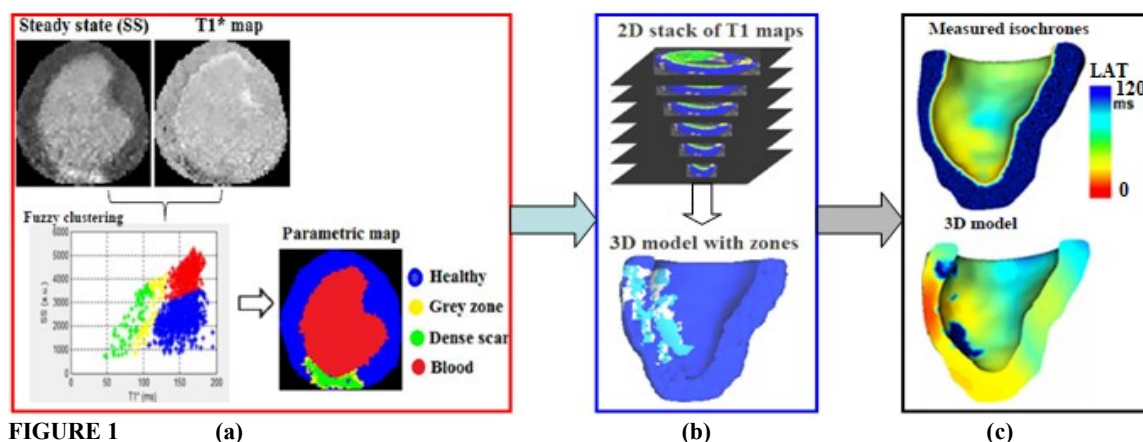 Steady state (SS) T1* map
Fuzzy clustering
6000
5000
4000
3000
2000
1000
0
SS (a.u.)
0 50 100 150 200
T1* (ms)
Parametric map
Healthy
Grey zone
Dense scar
Blood
2D stack of T1 maps
3D model with zones
Measured isochrones
LAT
120
ms
0
3D model
FIGURE 1 (a) (b) (c)